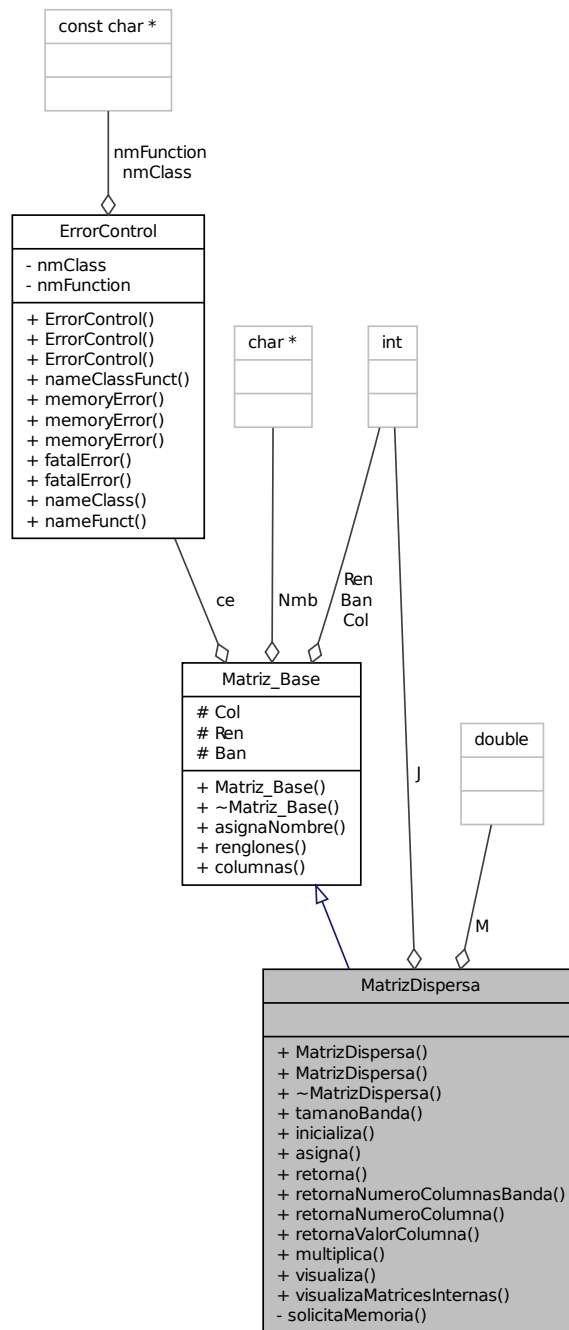 const char *
nmFunction
nmClass
ErrorControl
- nmClass
- nmFunction
+ ErrorControl()
+ ErrorControl()
+ ErrorControl()
+ nameClassFunct()
+ memoryError()
+ memoryError()
+ memoryError()
+ fatalError()
+ fatalError()
+ nameClass()
+ nameFunct()
char *
int
ce
Nmb
Ren
Ban
Col
Matriz_Base
# Col
# Ren
# Ban
+ Matriz_Base()
+ ~Matriz_Base()
+ asignaNombre()
+ renglones()
+ columnas()
double
J
M
MatrizDispersa
+ MatrizDispersa()
+ MatrizDispersa()
+ ~MatrizDispersa()
+ tamanoBanda()
+ inicializa()
+ asigna()
+ retorna()
+ retornaNumeroColumnasBanda()
+ retornaNumeroColumna()
+ retornaValorColumna()
+ multiplica()
+ visualiza()
+ visualizaMatricesInternas()
- solicitaMemoria()